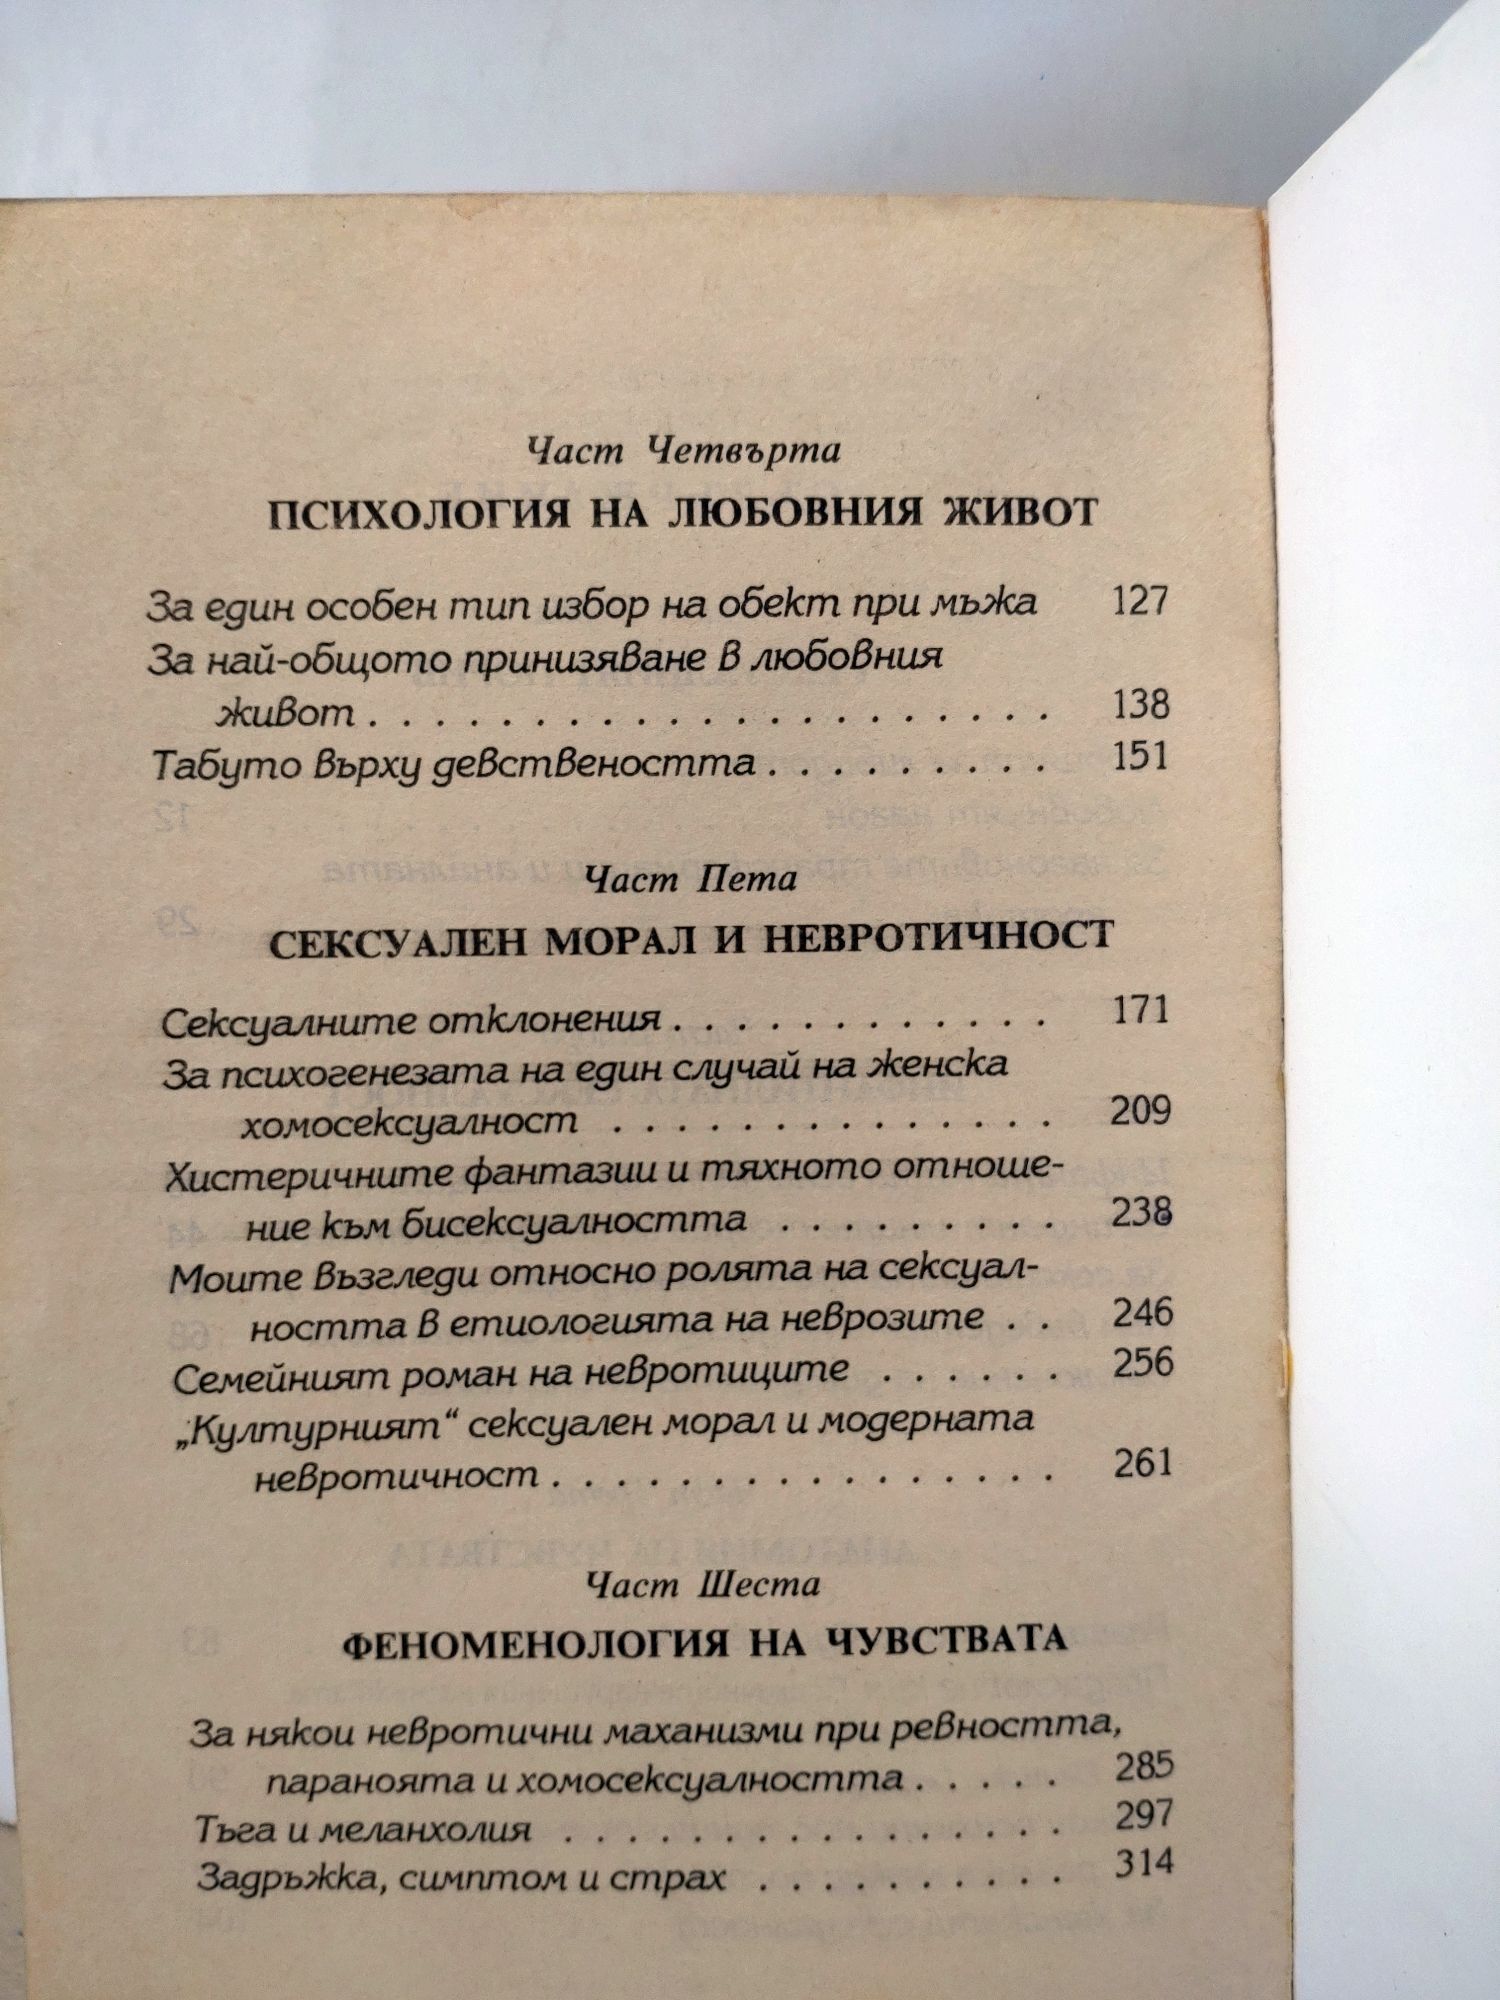 Част Четвърта
ПСИХОЛОГИЯ НА ЛЮБОВНИЯ ЖИВОТ
За един особен тип избор на обект при мъжа 127
За най-общото принизяване в любовния
живот . . . . . . . . . . . . . . . . . . . . . 138
Табуто върху девствеността . . . . . . . . . 151
Част Пета
СЕКСУАЛЕН МОРАЛ И НЕВРОТИЧНОСТ
Сексуалните отклонения . . . . . . . . . . . . 171
За психогенезата на един случай на женска
хомосексуалност . . . . . . . . . . . . . . 209
Хистеричните фантазии и тяхното отноше-
ние към бисексуалността . . . . . . . . . 238
Моите възгледи относно ролята на сексуал-
ността в етиологията на неврозите . . 246
Семейният роман на невротиците . . . . . . 256
„Културният“ сексуален морал и модерната
невротичност . . . . . . . . . . . . . . . . 261
Част Шеста
ФЕНОМЕНОЛОГИЯ НА ЧУВСТВАТА
За някои невротични маханизми при ревността,
параноята и хомосексуалността . . . . . 285
Тъга и меланхолия . . . . . . . . . . . . . . . . 297
Задръжка, симптом и страх . . . . . . . . . . 314